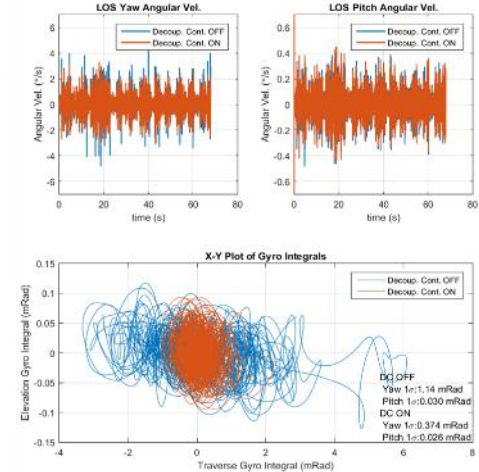 LOS Yaw Angular Vel.
Decoup. Cont. OFF
Decoup. Cont. ON
Angular Vel. (°/s)
6
4
2
0
-2
-4
-6
0
20
40
60
80
time (s)
LOS Pitch Angular Vel.
Decoup. Cont. OFF
Decoup. Cont. ON
Angular Vel. (°/s)
0.6
0.4
0.2
0
-0.2
-0.4
-0.6
0
20
40
60
80
time (s)
X-Y Plot of Gyro Integrals
Decoup. Cont. OFF
Decoup. Cont. ON
Elevation Gyro Integral (mRad)
0.15
0.1
0.05
0
-0.05
-0.1
-0.15
DC OFF
Yaw 1σ:1.14 mRad
Pitch 1σ:0.030 mRad
DC ON
Yaw 1σ:0.374 mRad
Pitch 1σ:0.026 mRad
-4
-2
0
2
4
6
8
Traverse Gyro Integral (mRad)